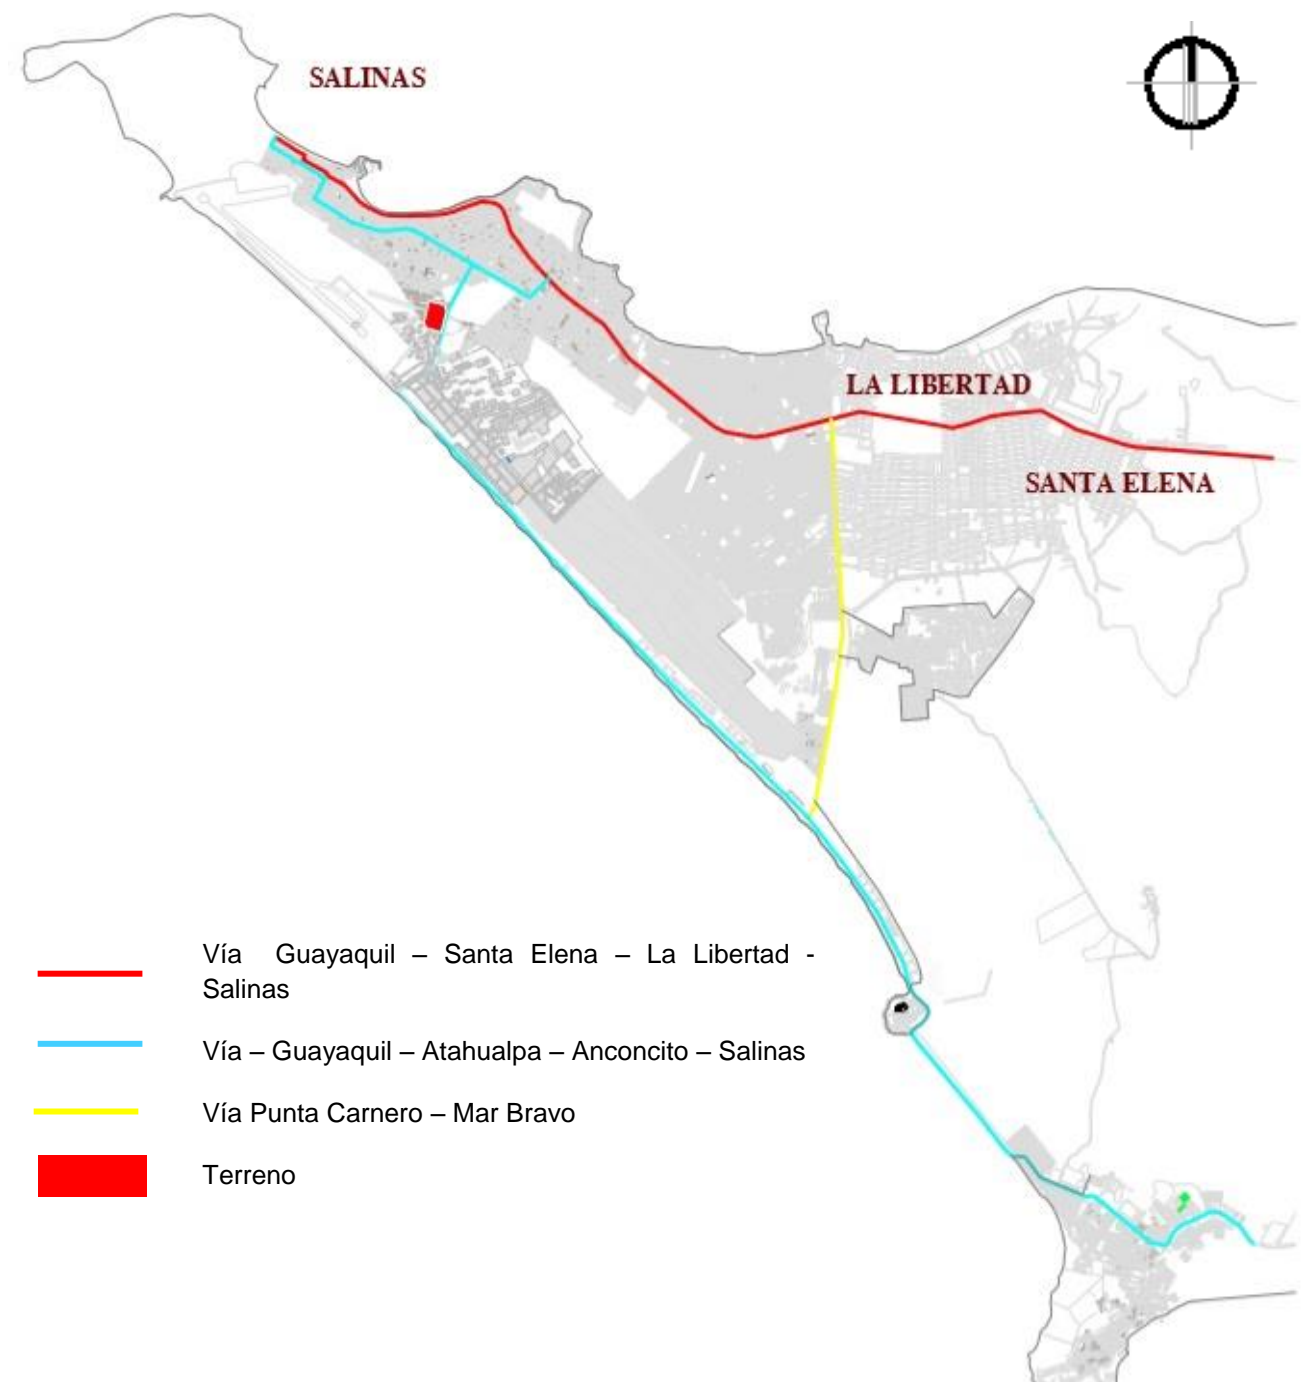 SALINAS
LA LIBERTAD
SANTA ELENA
Vía Guayaquil – Santa Elena – La Libertad -
Salinas
Vía – Guayaquil – Atahualpa – Anconcito – Salinas
Vía Punta Carnero – Mar Bravo
Terreno